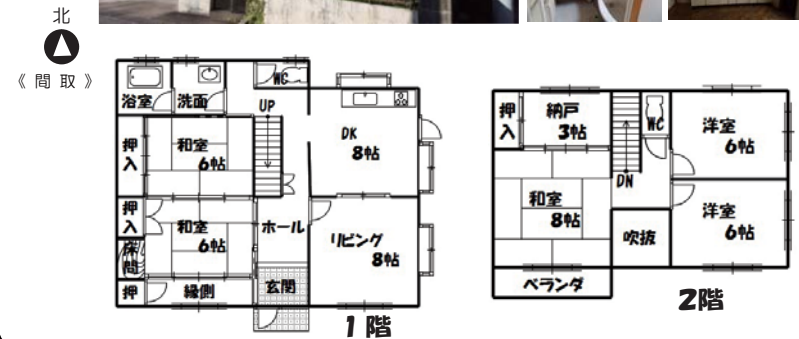 北
《間取》
浴室
洗面
WC
UP
DK
8帖
押入
和室
6帖
押入
和室
6帖
床間
ホール
リビング
8帖
押
縁側
玄関
1階
押入
納戸
3帖
WC
洋室
6帖
DN
和室
8帖
吹抜
洋室
6帖
ベランダ
2階